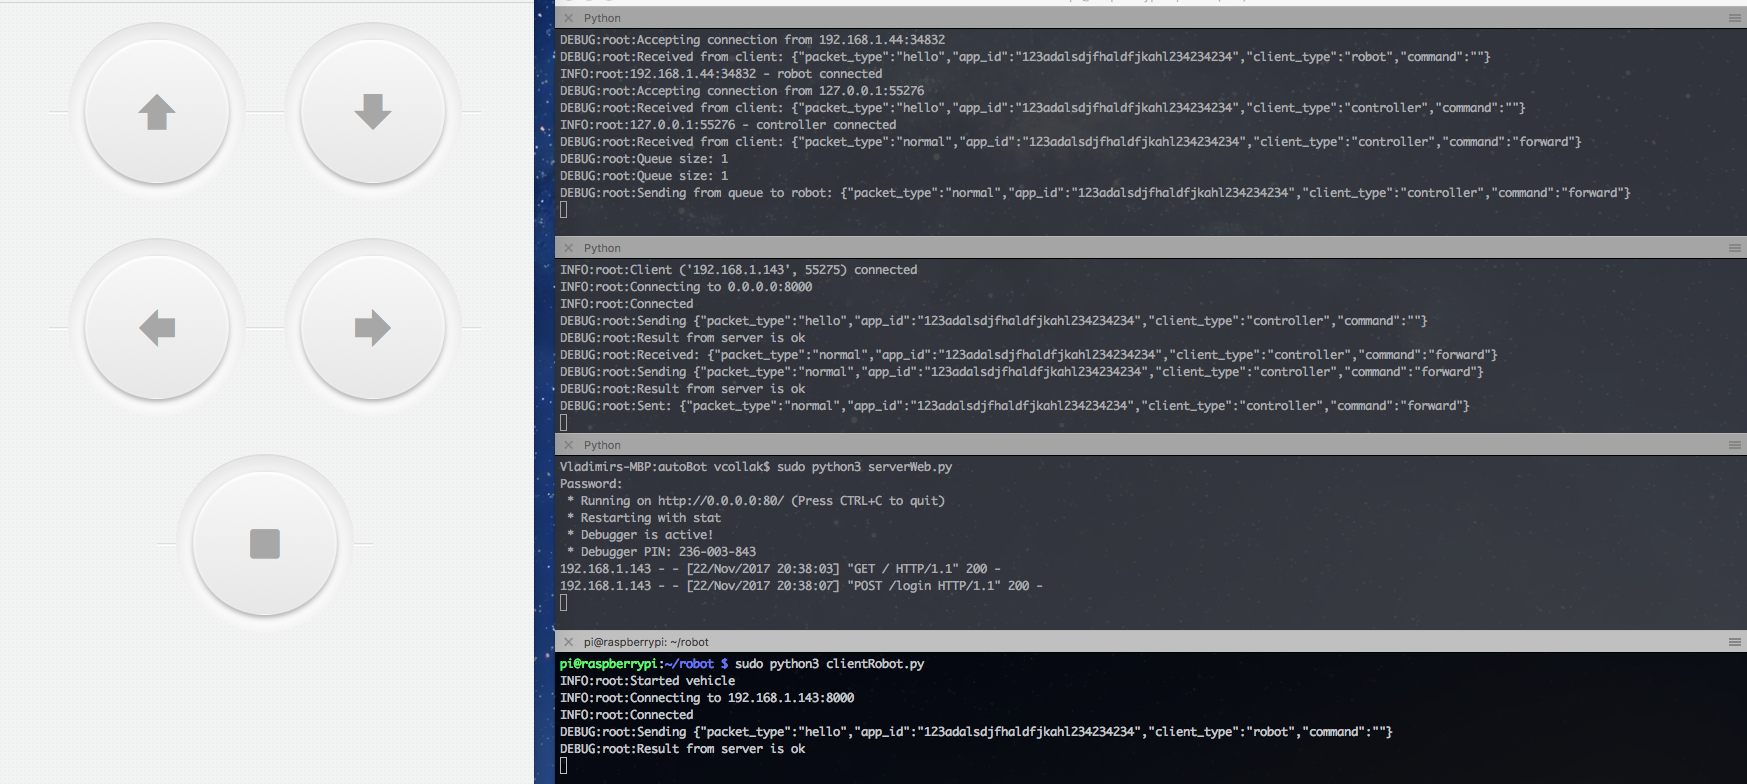 Python
DEBUG:root:Accepting connection from 192.168.1.44:34832
DEBUG:root:Received from client: {"packet_type":"hello","app_id":"123adalsdjfhaldfjkahl234234234","client_type":"robot","command":""}
INFO:root:192.168.1.44:34832 - robot connected
DEBUG:root:Accepting connection from 127.0.0.1:55276
DEBUG:root:Received from client: {"packet_type":"hello","app_id":"123adalsdjfhaldfjkahl234234234","client_type":"controller","command":""}
INFO:root:127.0.0.1:55276 - controller connected
DEBUG:root:Received from client: {"packet_type":"normal","app_id":"123adalsdjfhaldfjkahl234234234","client_type":"controller","command":"forward"}
DEBUG:root:Queue size: 1
DEBUG:root:Queue size: 1
DEBUG:root:Sending from queue to robot: {"packet_type":"normal","app_id":"123adalsdjfhaldfjkahl234234234","client_type":"controller","command":"forward"}
Python
INFO:root:Client ('192.168.1.143', 55275) connected
INFO:root:Connecting to 0.0.0.0:8000
INFO:root:Connected
DEBUG:root:Sending {"packet_type":"hello","app_id":"123adalsdjfhaldfjkahl234234234","client_type":"controller","command":""}
DEBUG:root:Result from server is ok
DEBUG:root:Received: {"packet_type":"normal","app_id":"123adalsdjfhaldfjkahl234234234","client_type":"controller","command":"forward"}
DEBUG:root:Sending {"packet_type":"normal","app_id":"123adalsdjfhaldfjkahl234234234","client_type":"controller","command":"forward"}
DEBUG:root:Result from server is ok
DEBUG:root:Sent: {"packet_type":"normal","app_id":"123adalsdjfhaldfjkahl234234234","client_type":"controller","command":"forward"}
Python
Vladimirs-MBP:autoBot vcollak$ sudo python3 serverWeb.py
Password:
* Running on http://0.0.0.0:80/ (Press CTRL+C to quit)
* Restarting with stat
* Debugger is active!
* Debugger PIN: 236-003-843
192.168.1.143 - - [22/Nov/2017 20:38:03] "GET / HTTP/1.1" 200 -
192.168.1.143 - - [22/Nov/2017 20:38:07] "POST /login HTTP/1.1" 200 -
pi@raspberrypi: ~/robot
pi@raspberrypi:~/robot $ sudo python3 clientRobot.py
INFO:root:Started vehicle
INFO:root:Connecting to 192.168.1.143:8000
INFO:root:Connected
DEBUG:root:Sending {"packet_type":"hello","app_id":"123adalsdjfhaldfjkahl234234234","client_type":"robot","command":""}
DEBUG:root:Result from server is ok